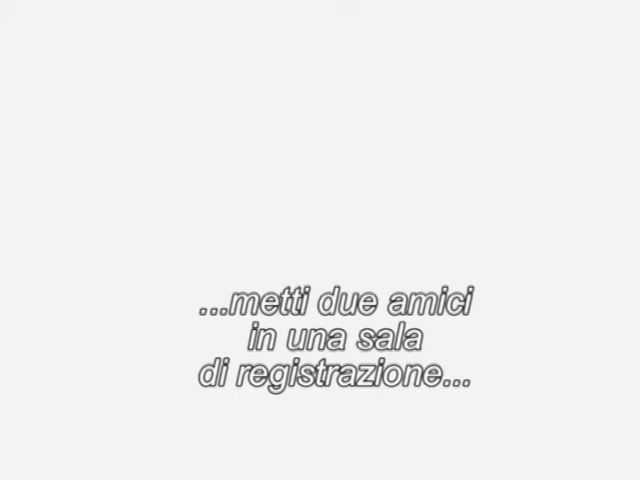 ...metti due amici
in una sala
di registrazione...